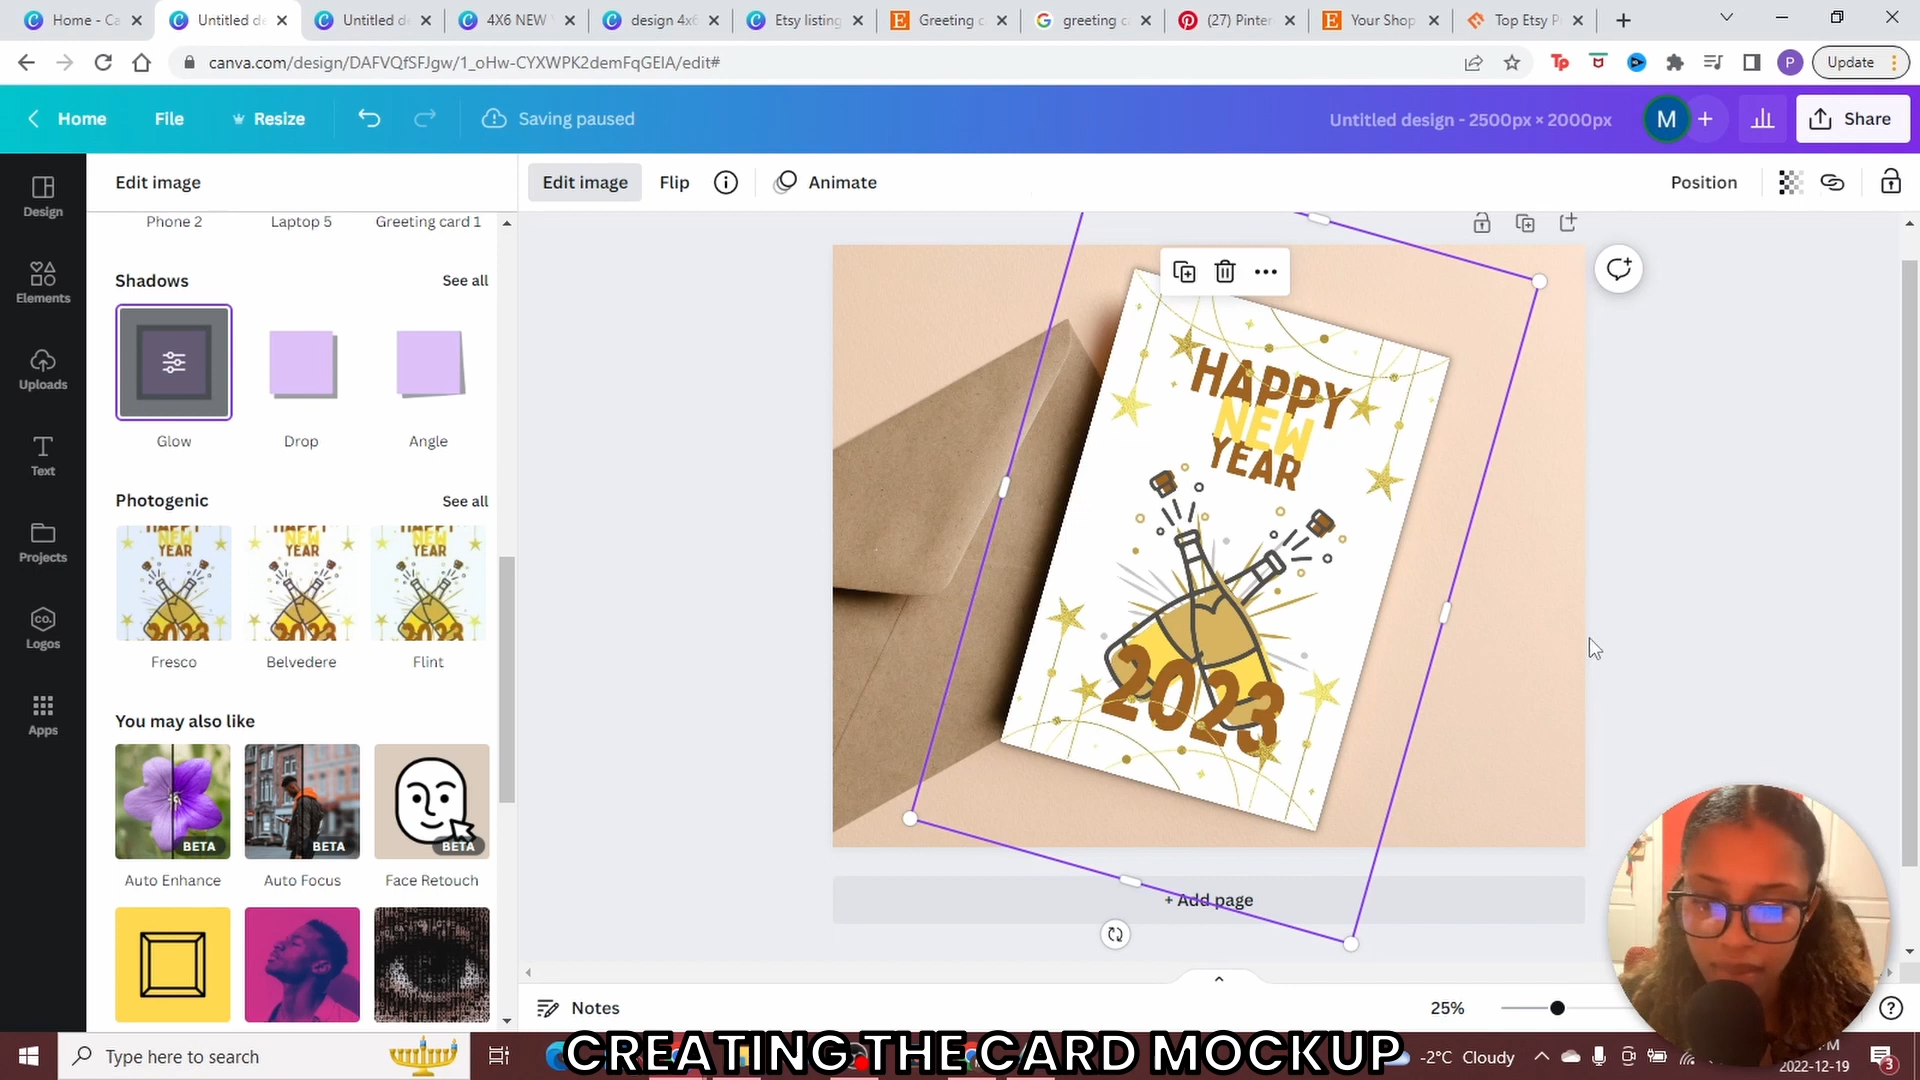 Home - Ca
Untitled de
Untitled de
4X6 NEW
design 4x6
Etsy listing
Greeting c
greeting c
(27) Pinter
Your Shop
Top Etsy P
canva.com/design/DAFVQfSFJgw/1_oHw-CYXWPK2demFqGEIA/edit#
Update
Home
File
Resize
Saving paused
Untitled design - 2500px × 2000px
M
Share
Edit image
Edit image
Flip
Animate
Position
Design
Elements
Uploads
Text
Projects
Logos
Apps
Phone 2
Laptop 5
Greeting card 1
Shadows
See all
Glow
Drop
Angle
Photogenic
See all
Fresco
Belvedere
Flint
You may also like
BETA
BETA
BETA
Auto Enhance
Auto Focus
Face Retouch
HAPPY
NEW
YEAR
2023
+ Add page
Notes
25%
Type here to search
CREATING THE CARD MOCKUP
-2°C Cloudy
2022-12-19
3